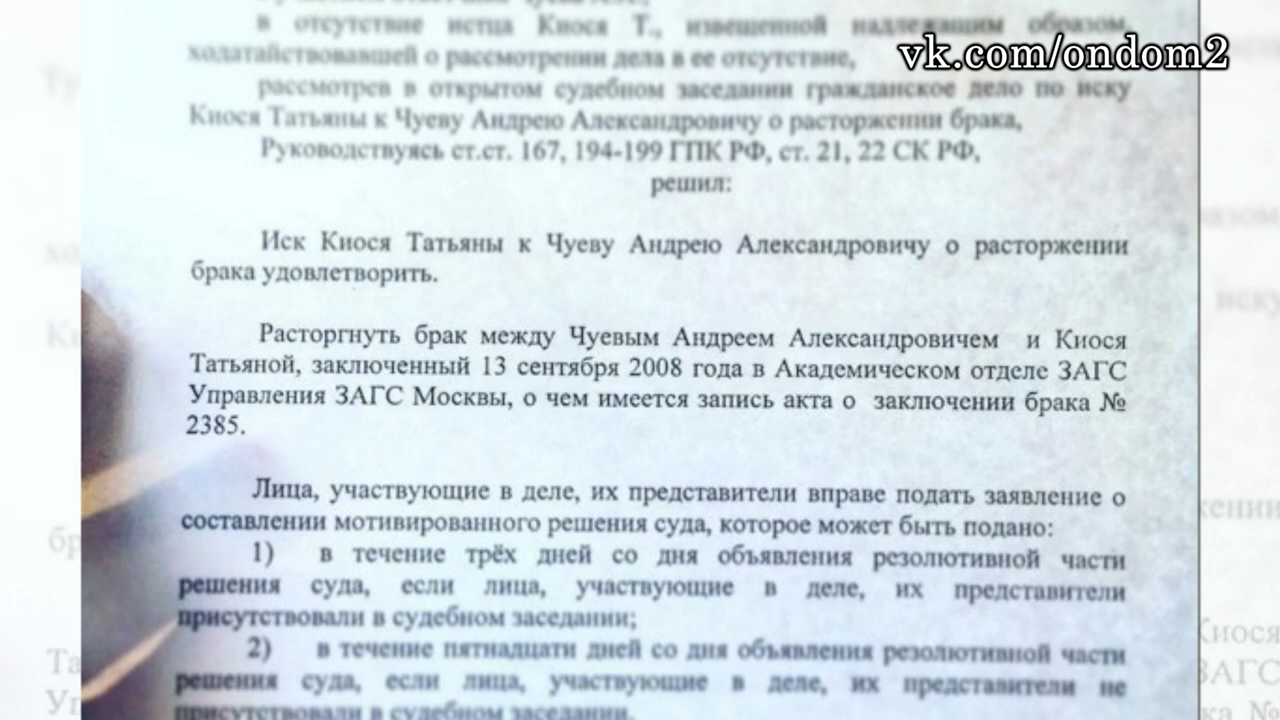 vk.com/ondom2
в отсутствие истца Киося Т., извещенной надлежащим образом,
ходатайствовавшей о рассмотрении дела в ее отсутствие,
рассмотрев в открытом судебном заседании гражданское дело по иску
Киося Татьяны к Чуеву Андрею Александровичу о расторжении брака,
Руководствуясь ст.ст. 167, 194-199 ГПК РФ, ст. 21, 22 СК РФ,
решил:
Иск Киося Татьяны к Чуеву Андрею Александровичу о расторжении
брака удовлетворить.
Расторгнуть брак между Чуевым Андреем Александровичем и Киося
Татьяной, заключенный 13 сентября 2008 года в Академическом отделе ЗАГС
Управления ЗАГС Москвы, о чем имеется запись акта о заключении брака №
2385.
Лица, участвующие в деле, их представители вправе подать заявление о
составлении мотивированного решения суда, которое может быть подано:
1) в течение трёх дней со дня объявления резолютивной части
решения суда, если лица, участвующие в деле, их представители
присутствовали в судебном заседании;
2) в течение пятнадцати дней со дня объявления резолютивной части
решения суда, если лица, участвующие в деле, их представители не
присутствовали в судебном заседании.